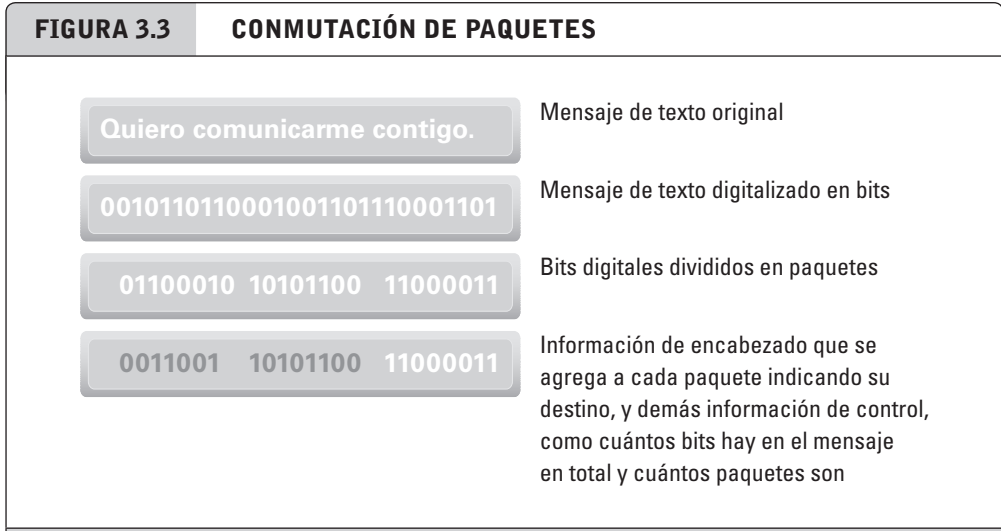 FIGURA 3.3 CONMUTACIÓN DE PAQUETES
Quiero comunicarme contigo.
Mensaje de texto original
0010110110001001101110001101
Mensaje de texto digitalizado en bits
01100010 10101100 11000011
Bits digitales divididos en paquetes
0011001 10101100 11000011
Información de encabezado que se
agrega a cada paquete indicando su
destino, y demás información de control,
como cuántos bits hay en el mensaje
en total y cuántos paquetes son